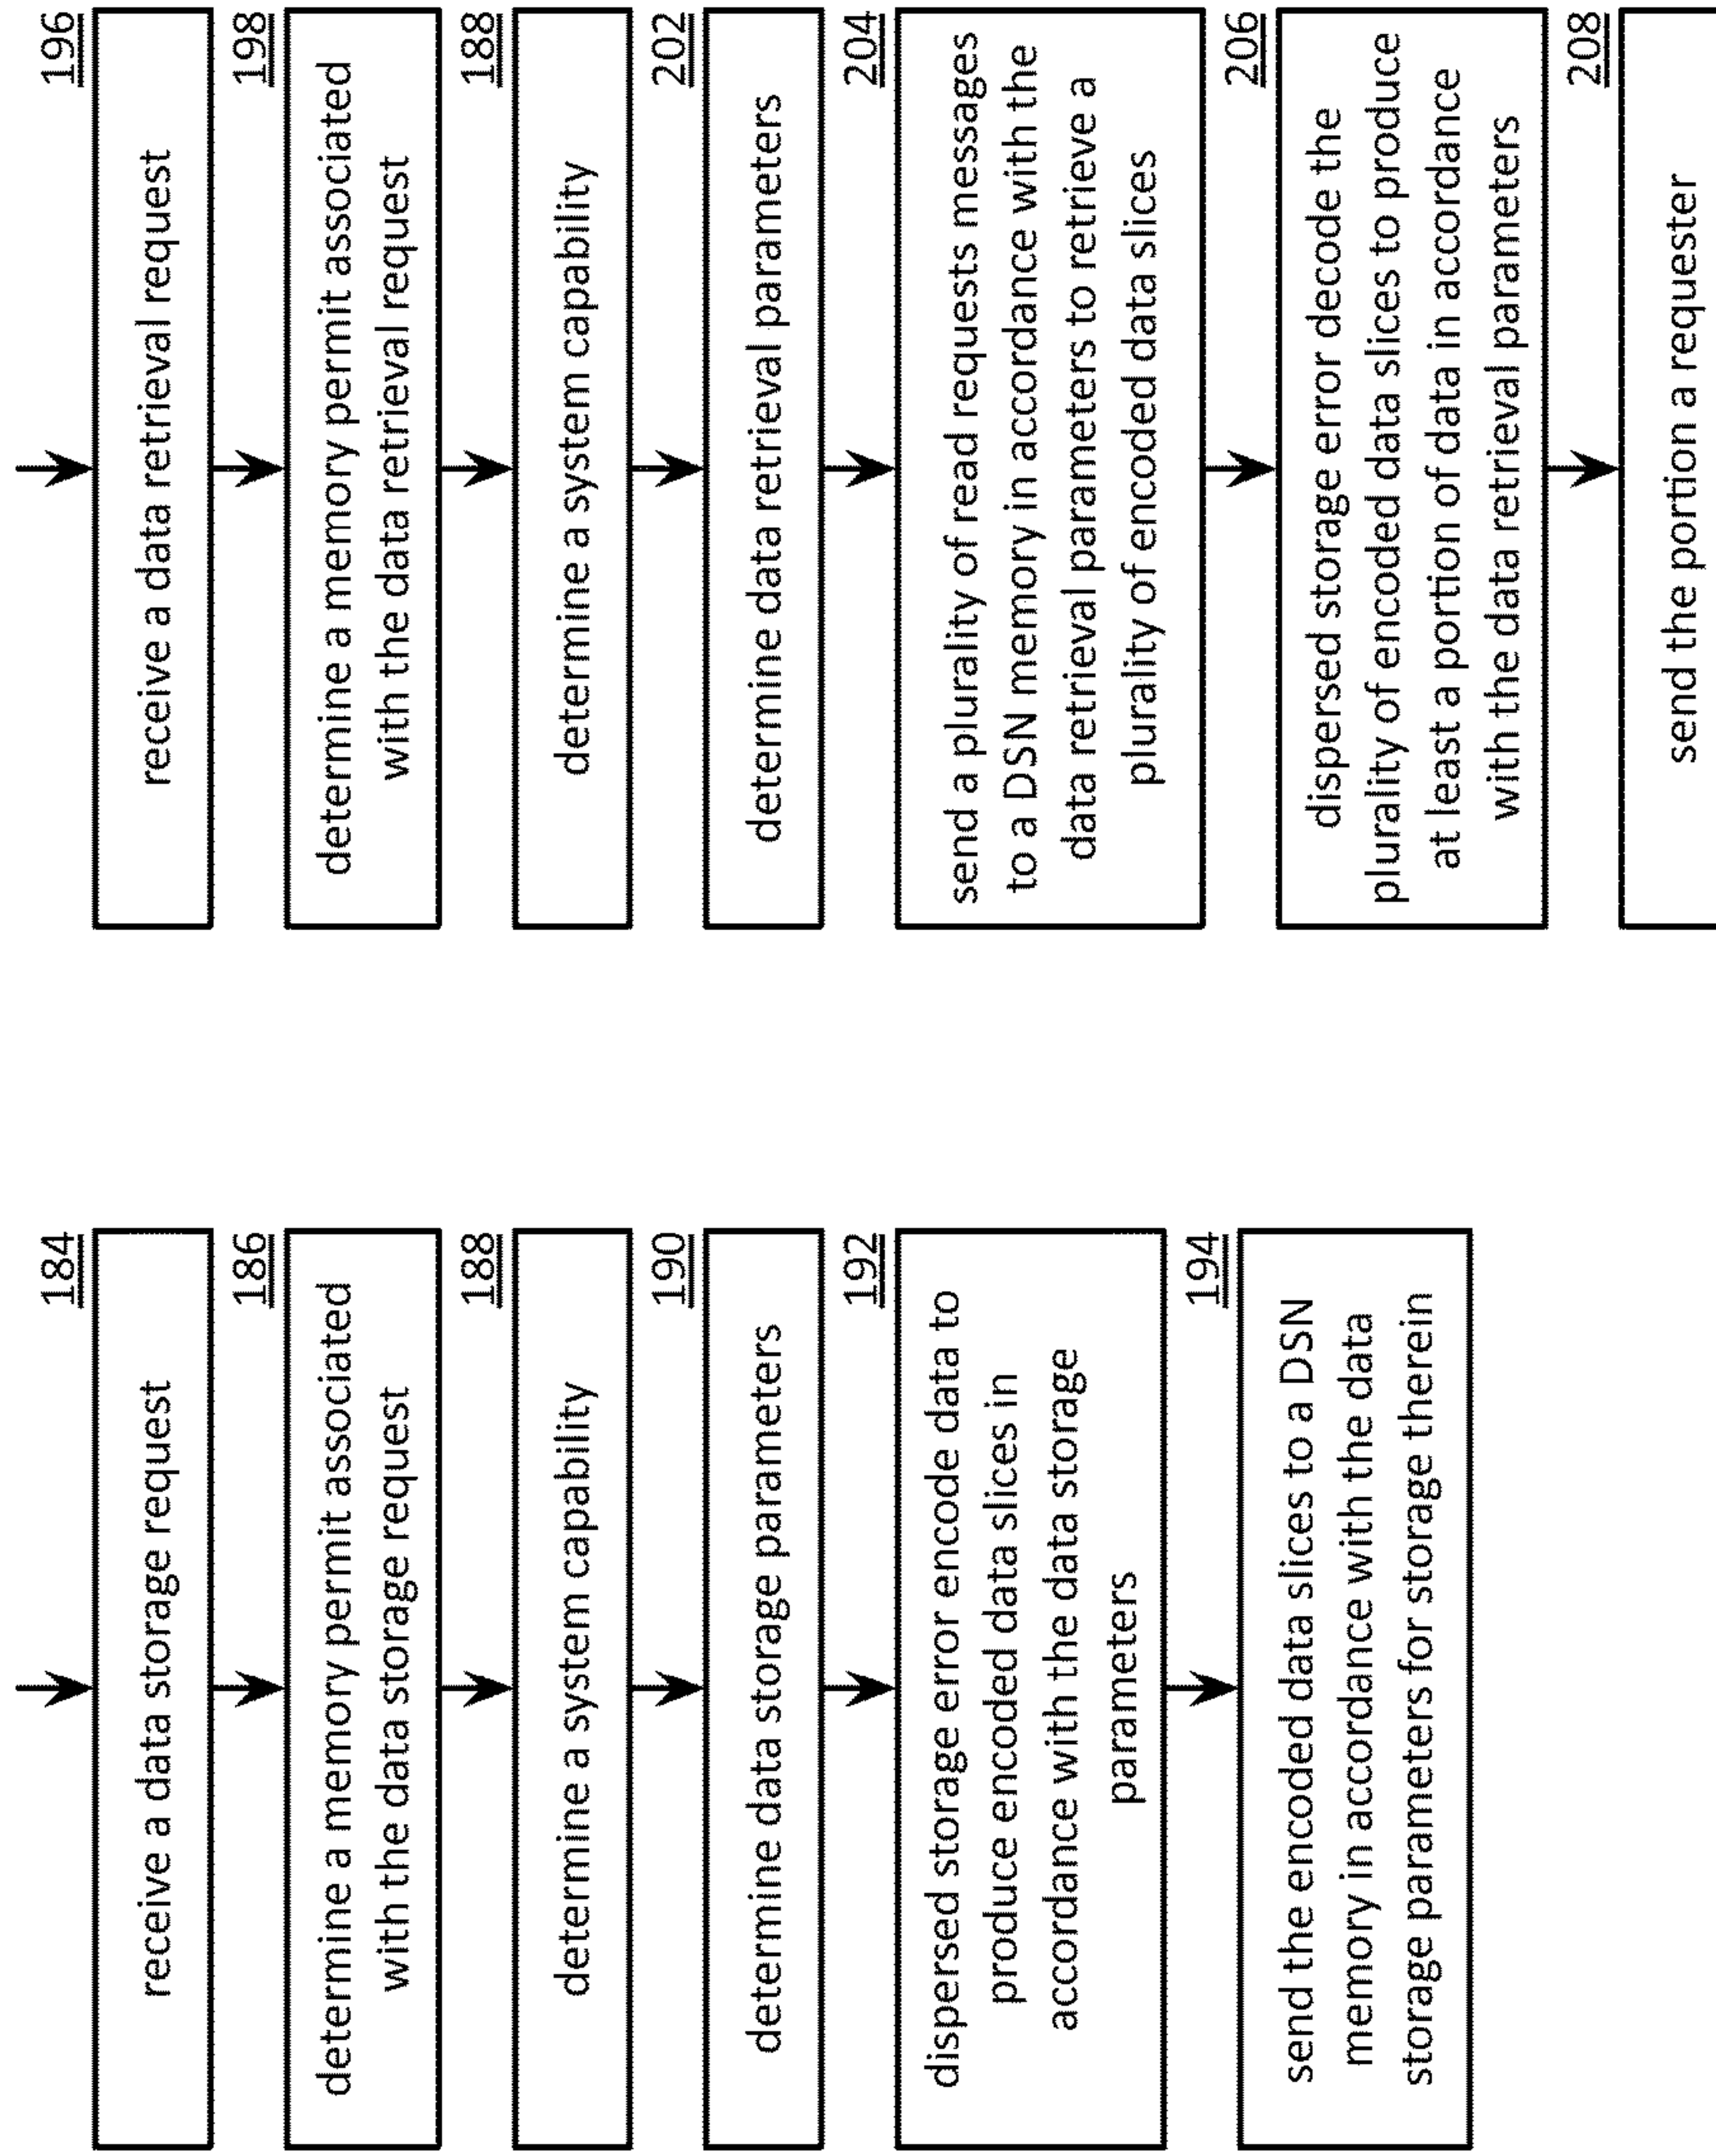 184
receive a data storage request
186
determine a memory permit associated
with the data storage request
188
determine a system capability
190
determine data storage parameters
192
dispersed storage error encode data to
produce encoded data slices in
accordance with the data storage
parameters
194
send the encoded data slices to a DSN
memory in accordance with the data
storage parameters for storage therein
196
receive a data retrieval request
198
determine a memory permit associated
with the data retrieval request
188
determine a system capability
202
determine data retrieval parameters
204
send a plurality of read requests messages
to a DSN memory in accordance with the
data retrieval parameters to retrieve a
plurality of encoded data slices
206
dispersed storage error decode the
plurality of encoded data slices to produce
at least a portion of data in accordance
with the data retrieval parameters
208
send the portion a requester